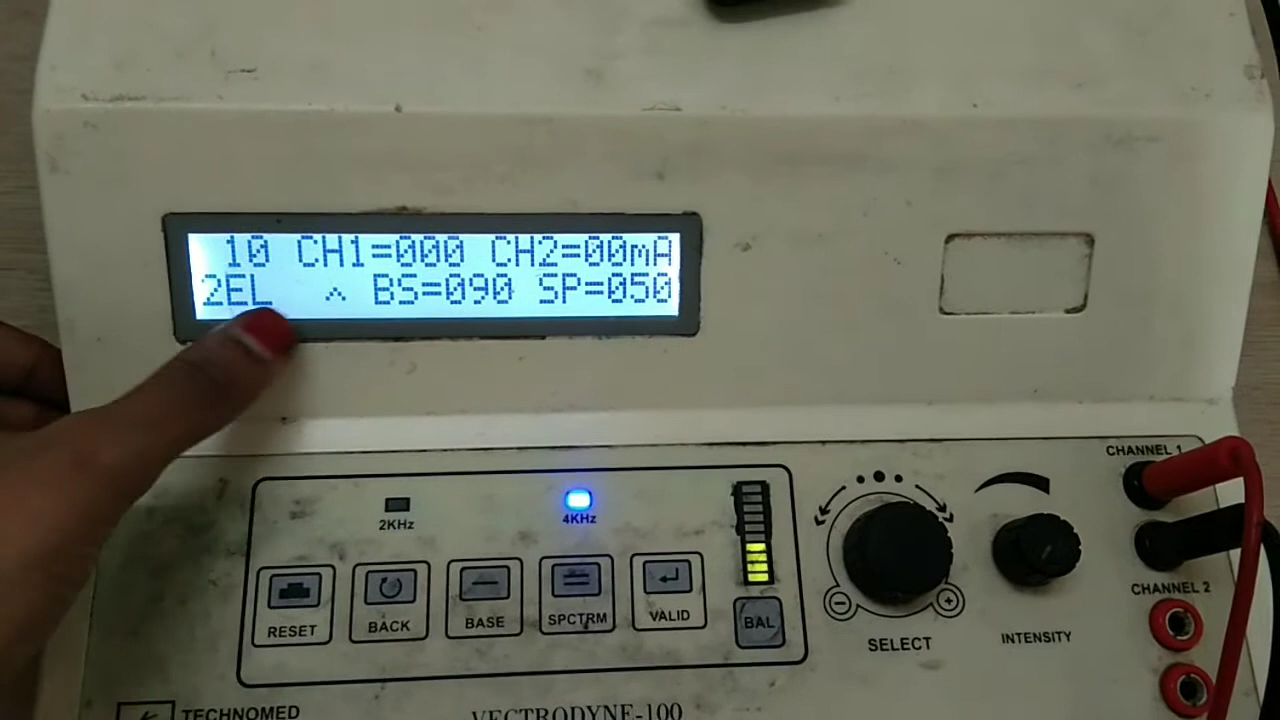 10 CH1=000 CH2=00mA
2EL ^ BS=090 SP=050
CHANNEL 1
2KHz
4KHz
RESET
BACK
BASE
SPCTRM
VALID
BAL
SELECT
INTENSITY
CHANNEL 2
TECHNOMED
VECTRODYNE-100